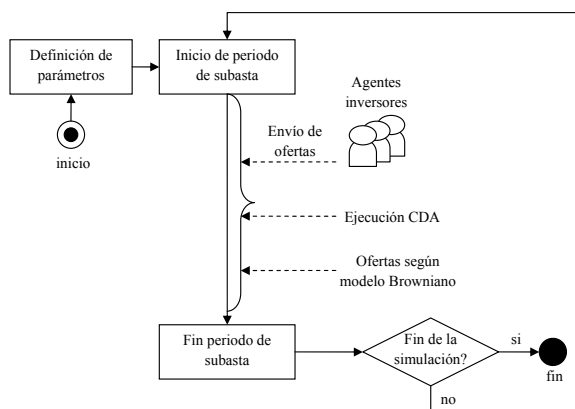 Definición de
parámetros
Inicio de periodo
de subasta
Agentes
inversores
Envío de
ofertas
inicio
Ejecución CDA
Ofertas según
modelo Browniano
Fin periodo de
subasta
Fin de la
simulación?
si
fin
no